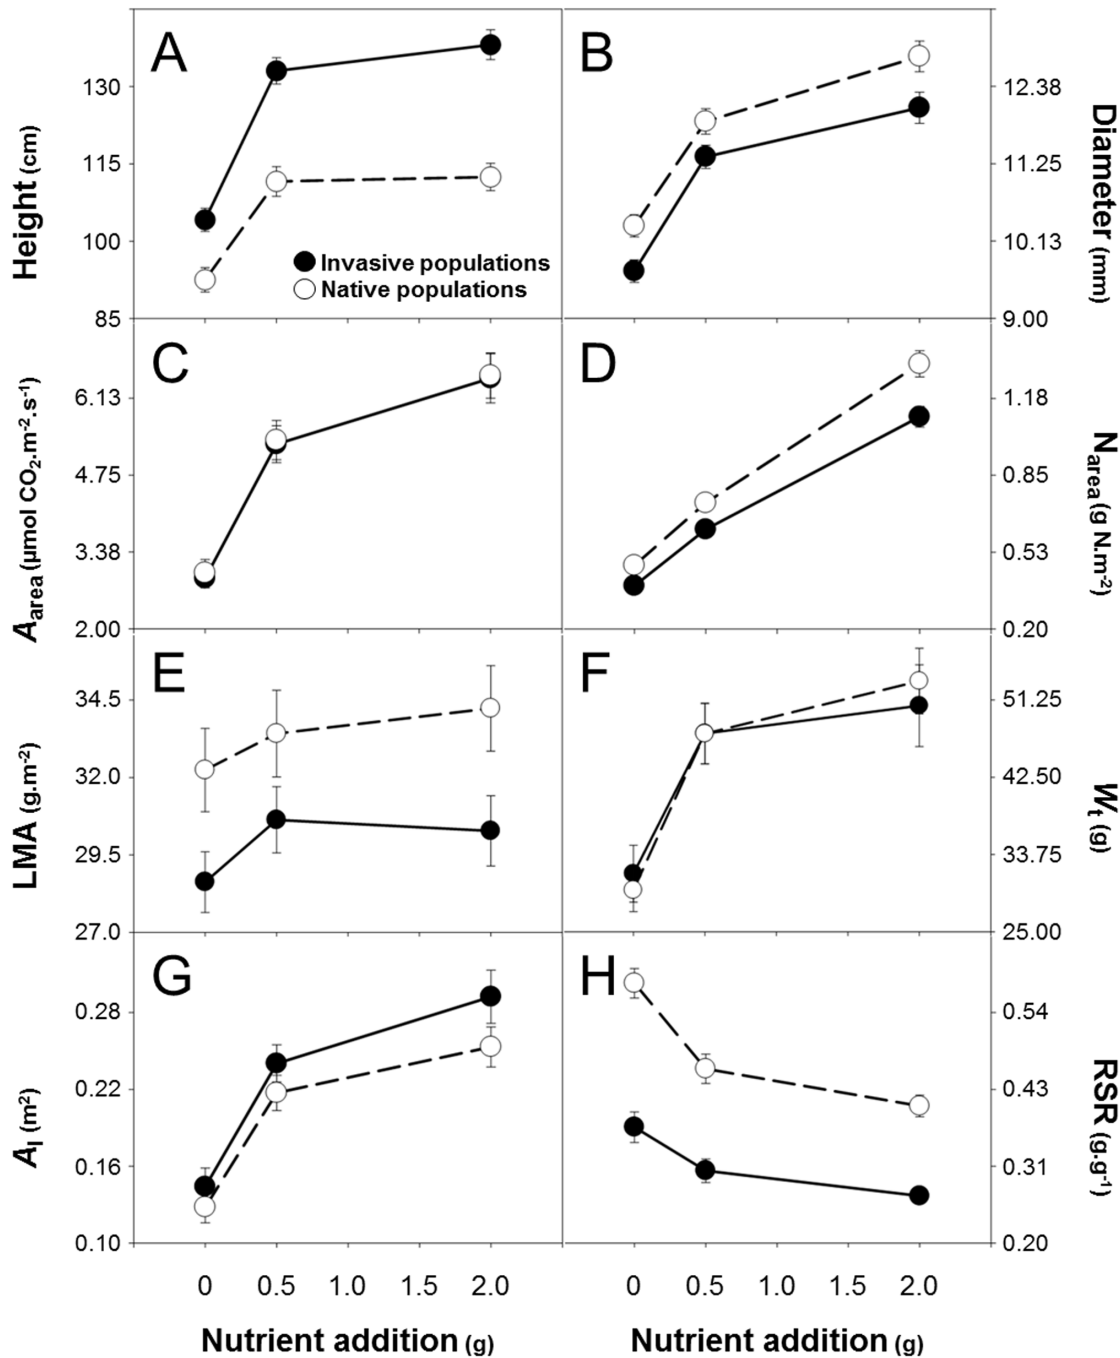 A
B
130
115
100
85
Height (cm)
Invasive populations
Native populations
12.38
11.25
10.13
9.00
Diameter (mm)
C
D
6.13
4.75
3.38
2.00
Aarea (µmol CO2.m-2.s-1)
1.18
0.85
0.53
0.20
Narea (g N.m-2)
E
F
34.5
32.0
29.5
27.0
LMA (g.m-2)
51.25
42.50
33.75
25.00
Wt (g)
G
H
0.28
0.22
0.16
0.10
Al (m2)
0.54
0.43
0.31
0.20
RSR (g.g-1)
0 0.5 1.0 1.5 2.0
0 0.5 1.0 1.5 2.0
Nutrient addition (g)
Nutrient addition (g)